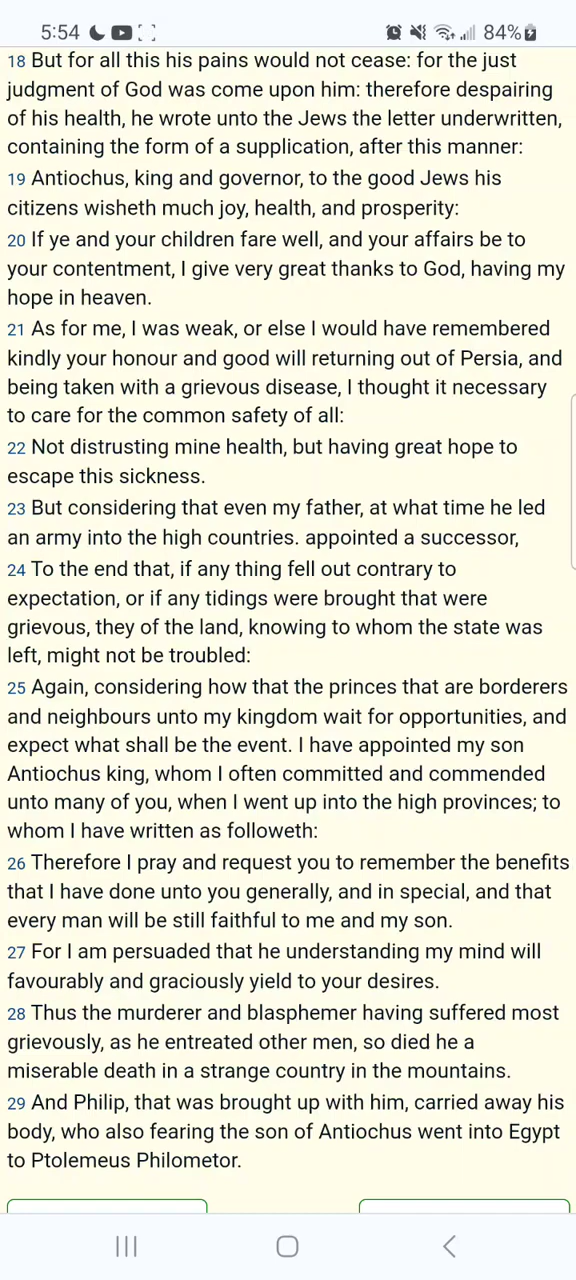 5:54
84%
18 But for all this his pains would not cease: for the just
judgment of God was come upon him: therefore despairing
of his health, he wrote unto the Jews the letter underwritten,
containing the form of a supplication, after this manner:
19 Antiochus, king and governor, to the good Jews his
citizens wisheth much joy, health, and prosperity:
20 If ye and your children fare well, and your affairs be to
your contentment, I give very great thanks to God, having my
hope in heaven.
21 As for me, I was weak, or else I would have remembered
kindly your honour and good will returning out of Persia, and
being taken with a grievous disease, I thought it necessary
to care for the common safety of all:
22 Not distrusting mine health, but having great hope to
escape this sickness.
23 But considering that even my father, at what time he led
an army into the high countries. appointed a successor,
24 To the end that, if any thing fell out contrary to
expectation, or if any tidings were brought that were
grievous, they of the land, knowing to whom the state was
left, might not be troubled:
25 Again, considering how that the princes that are borderers
and neighbours unto my kingdom wait for opportunities, and
expect what shall be the event. I have appointed my son
Antiochus king, whom I often committed and commended
unto many of you, when I went up into the high provinces; to
whom I have written as followeth:
26 Therefore I pray and request you to remember the benefits
that I have done unto you generally, and in special, and that
every man will be still faithful to me and my son.
27 For I am persuaded that he understanding my mind will
favourably and graciously yield to your desires.
28 Thus the murderer and blasphemer having suffered most
grievously, as he entreated other men, so died he a
miserable death in a strange country in the mountains.
29 And Philip, that was brought up with him, carried away his
body, who also fearing the son of Antiochus went into Egypt
to Ptolemeus Philometor.